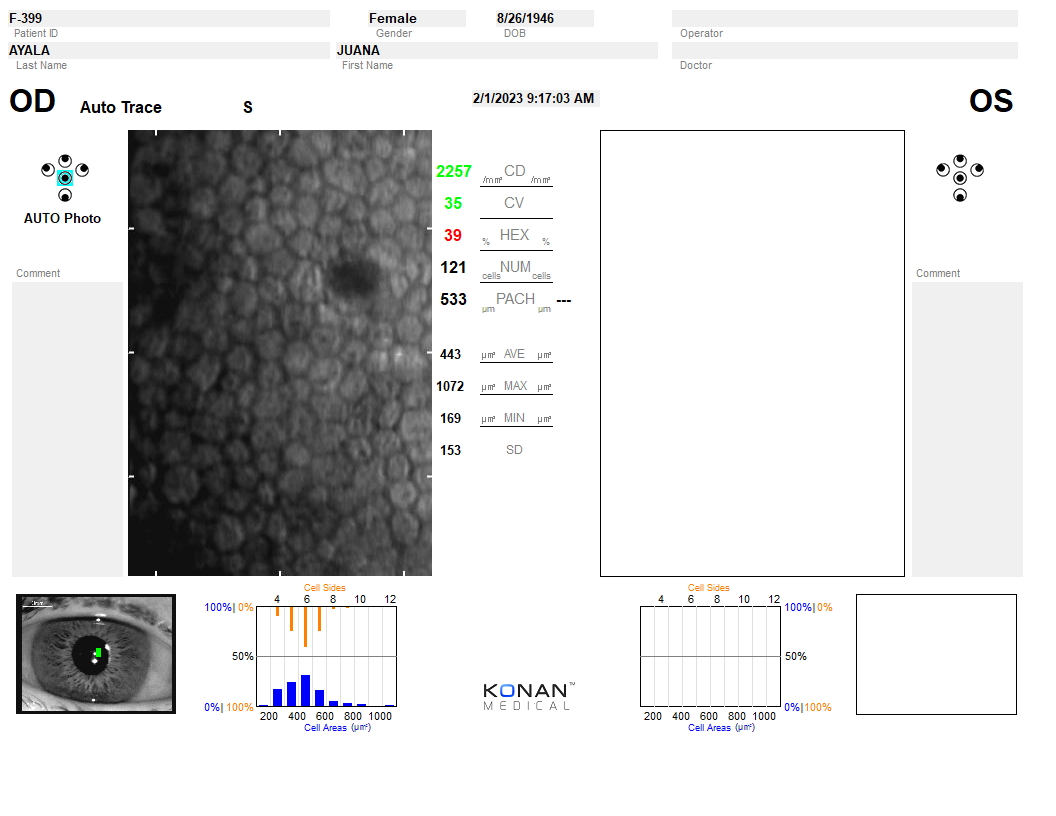 F-399 Female 8/26/1946
Patient ID Gender DOB Operator
AYALA JUANA
Last Name First Name Doctor
OD Auto Trace S 2/1/2023 9:17:03 AM OS
AUTO Photo
Comment Comment
2257 /mm² CD /mm²
35 CV
39 % HEX %
121 cells NUM cells
533 µm PACH µm ---
443 µm² AVE µm²
1072 µm² MAX µm²
169 µm² MIN µm²
153 SD
Cell Sides Cell Sides
4 6 8 10 12 4 6 8 10 12
100%| 0% 100%|0%
50% 50%
0%| 100% 0%|100%
200 400 600 800 1000 200 400 600 800 1000
Cell Areas (µm²) Cell Areas (µm²)
KONAN™
MEDICAL